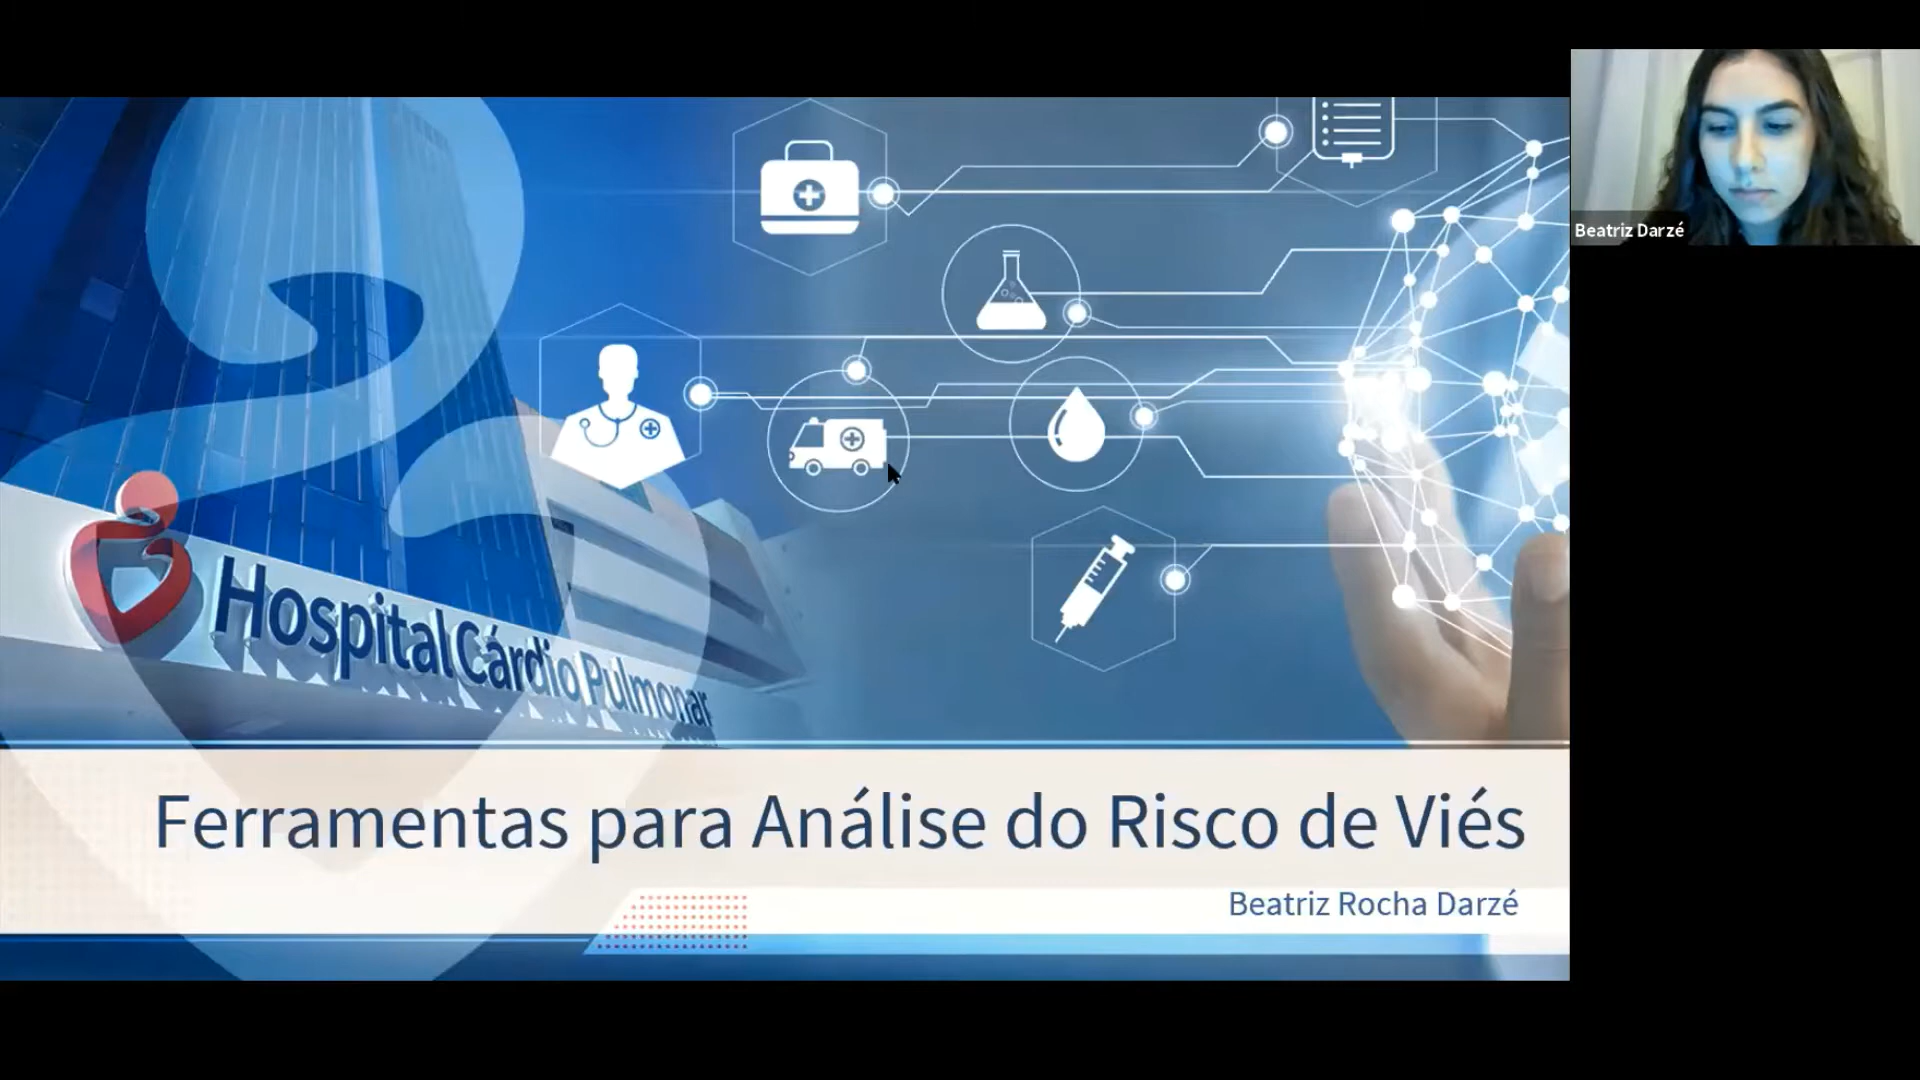 Beatriz Darzé
Hospital Cárdio Pulmonar
Ferramentas para Análise do Risco de Viés
Beatriz Rocha Darzé